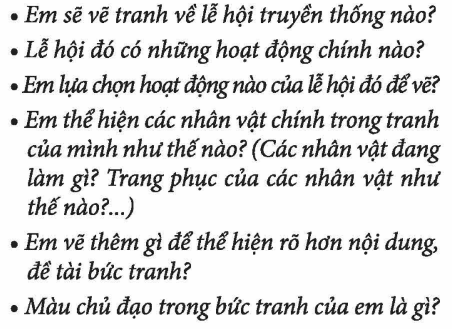 • Em sẽ vẽ tranh về lễ hội truyền thống nào?
• Lễ hội đó có những hoạt động chính nào?
• Em lựa chọn hoạt động nào của lễ hội đó để vẽ?
• Em thể hiện các nhân vật chính trong tranh
của mình như thế nào? (Các nhân vật đang
làm gì? Trang phục của các nhân vật như
thế nào?...)
• Em vẽ thêm gì để thể hiện rõ hơn nội dung,
đề tài bức tranh?
• Màu chủ đạo trong bức tranh của em là gì?